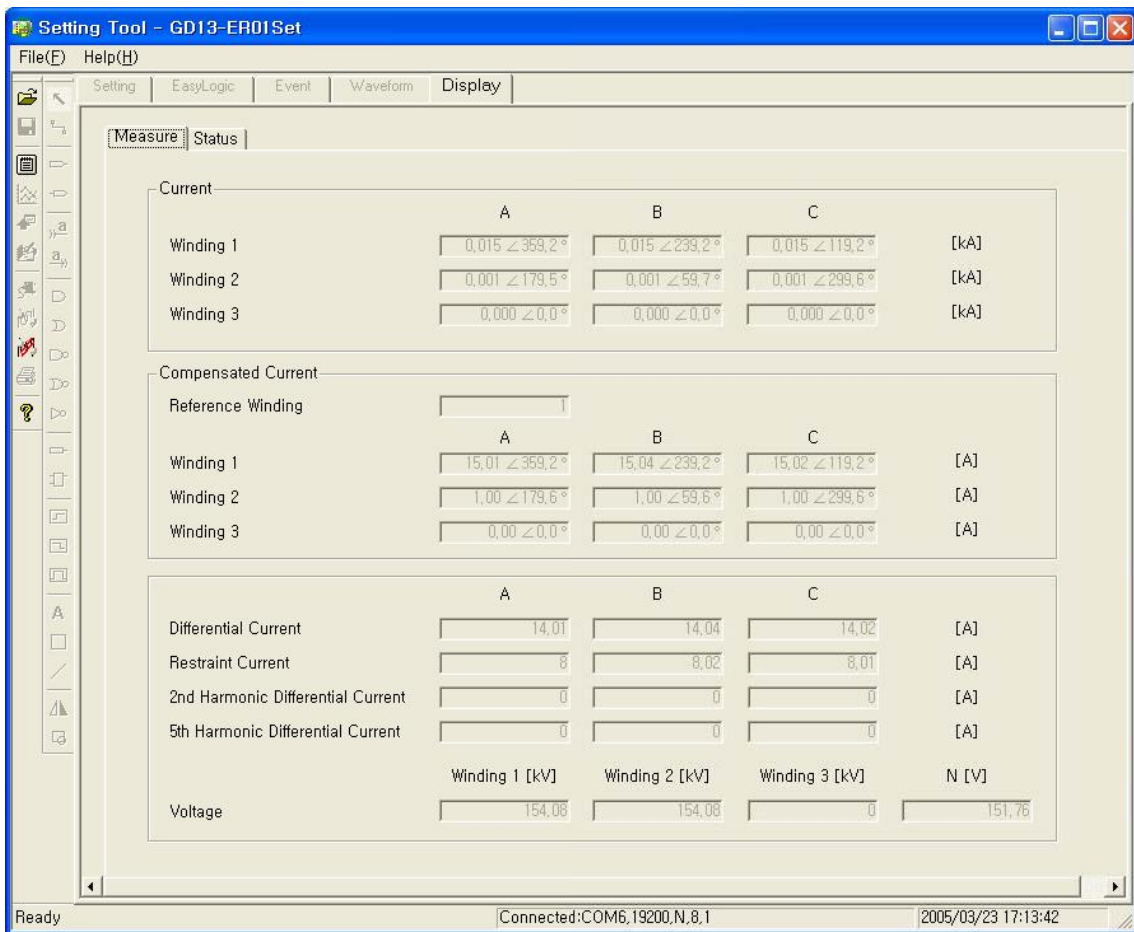 Setting Tool - GD13-ER01Set
File(F) Help(H)
Setting EasyLogic Event Waveform Display
Measure Status
Current
A B C
Winding 1 0,015 ∠359,2° 0,015 ∠239,2° 0,015 ∠119,2° [kA]
Winding 2 0,001 ∠179,5° 0,001 ∠59,7° 0,001 ∠299,6° [kA]
Winding 3 0,000 ∠0,0° 0,000 ∠0,0° 0,000 ∠0,0° [kA]
Compensated Current
Reference Winding 1
A B C
Winding 1 15,01 ∠359,2° 15,04 ∠239,2° 15,02 ∠119,2° [A]
Winding 2 1,00 ∠179,6° 1,00 ∠59,6° 1,00 ∠299,6° [A]
Winding 3 0,00 ∠0,0° 0,00 ∠0,0° 0,00 ∠0,0° [A]
A B C
Differential Current 14,01 14,04 14,02 [A]
Restraint Current 8 8,02 8,01 [A]
2nd Harmonic Differential Current 0 0 0 [A]
5th Harmonic Differential Current 0 0 0 [A]
Winding 1 [kV] Winding 2 [kV] Winding 3 [kV] N [V]
Voltage 154,08 154,08 0 151,76
Ready Connected:COM6,19200,N,8,1 2005/03/23 17:13:42